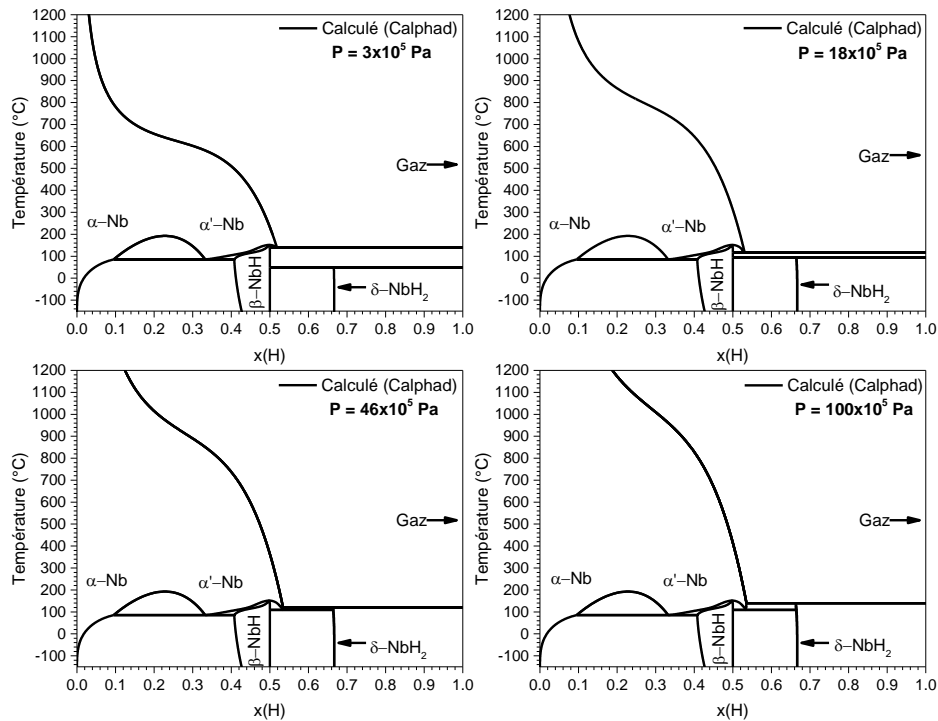 Calculé (Calphad)
P = 3x10⁵ Pa
Température (°C)
1200
1100
1000
900
800
700
600
500
400
300
200
100
0
-100
Gaz
α−Nb
α'−Nb
β−NbH
δ−NbH₂
0.0 0.1 0.2 0.3 0.4 0.5 0.6 0.7 0.8 0.9 1.0
x(H)
Calculé (Calphad)
P = 18x10⁵ Pa
Température (°C)
1200
1100
1000
900
800
700
600
500
400
300
200
100
0
-100
Gaz
α−Nb
α'−Nb
β−NbH
δ−NbH₂
0.0 0.1 0.2 0.3 0.4 0.5 0.6 0.7 0.8 0.9 1.0
x(H)
Calculé (Calphad)
P = 46x10⁵ Pa
Température (°C)
1200
1100
1000
900
800
700
600
500
400
300
200
100
0
-100
Gaz
α−Nb
α'−Nb
β−NbH
δ−NbH₂
0.0 0.1 0.2 0.3 0.4 0.5 0.6 0.7 0.8 0.9 1.0
x(H)
Calculé (Calphad)
P = 100x10⁵ Pa
Température (°C)
1200
1100
1000
900
800
700
600
500
400
300
200
100
0
-100
Gaz
α−Nb
α'−Nb
β−NbH
δ−NbH₂
0.0 0.1 0.2 0.3 0.4 0.5 0.6 0.7 0.8 0.9 1.0
x(H)